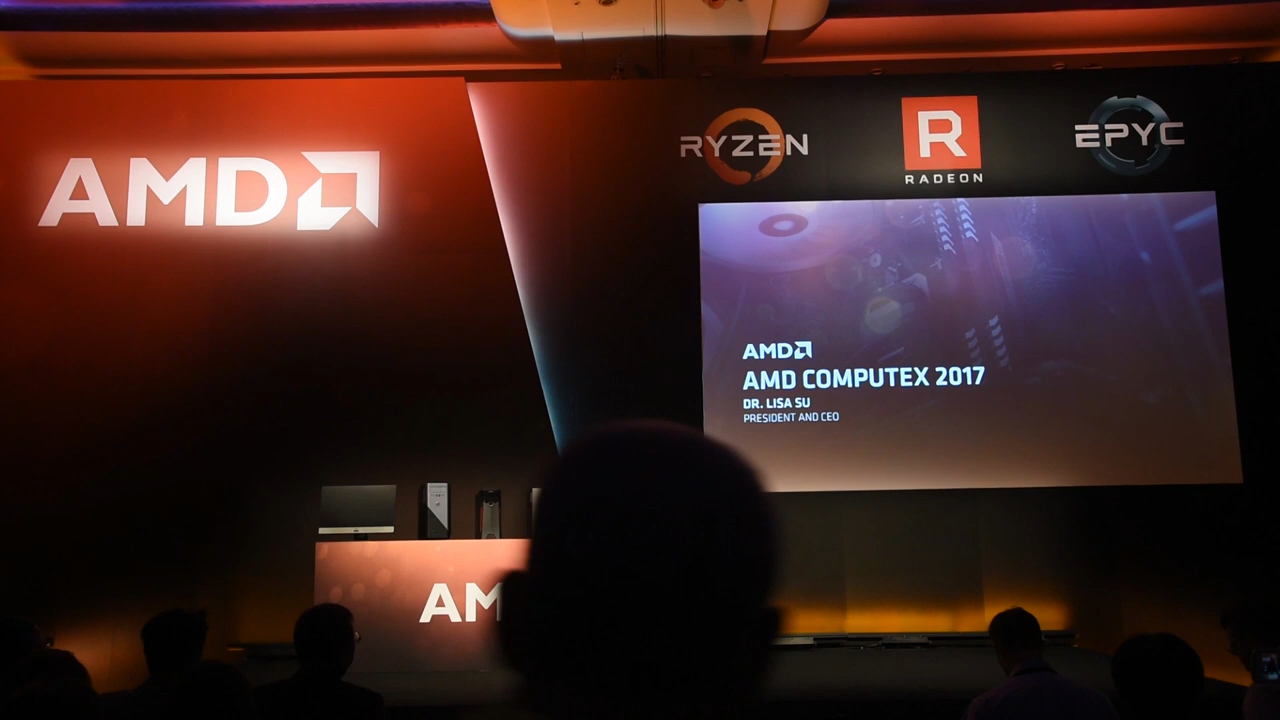 AMD
RYZEN
RADEON
EPYC
AMD
AMD COMPUTEX 2017
DR. LISA SU
PRESIDENT AND CEO
AM